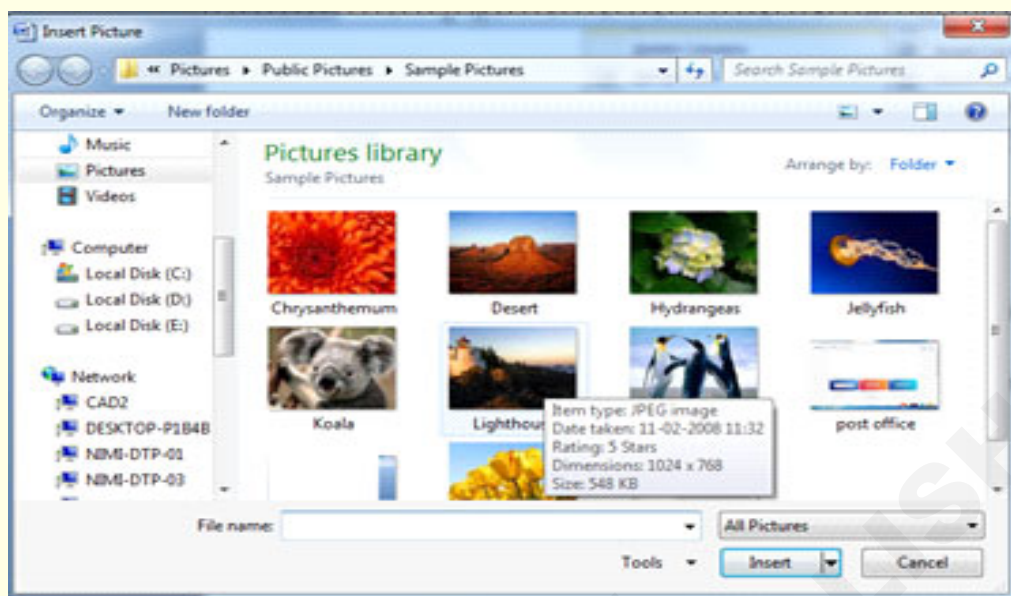 Insert Picture
« Pictures ▸ Public Pictures ▸ Sample Pictures
Search Sample Pictures
Organize ▾ New folder
Music
Pictures
Videos
Computer
Local Disk (C:)
Local Disk (D:)
Local Disk (E:)
Network
CAD2
DESKTOP-P1B4B
NIMI-DTP-01
NIMI-DTP-03
Pictures library
Sample Pictures
Arrange by: Folder ▾
Chrysanthemum
Desert
Hydrangeas
Jellyfish
Koala
Lighthou
post office
Item type: JPEG image
Date taken: 11-02-2008 11:32
Rating: 5 Stars
Dimensions: 1024 x 768
Size: 548 KB
File name:
All Pictures
Tools
Insert
Cancel